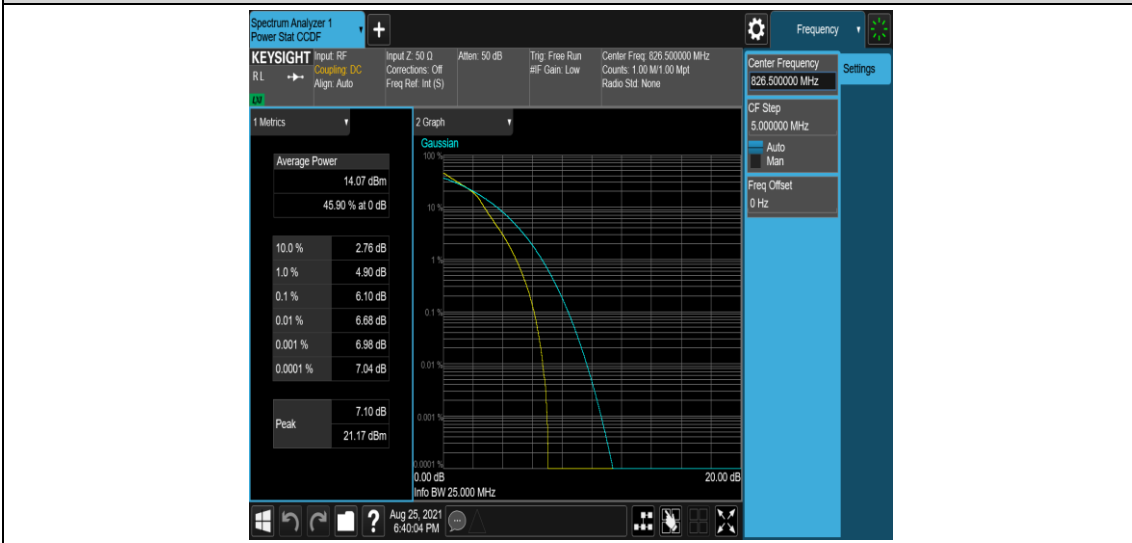 Spectrum Analyzer 1
Power Stat CCDF
+
Frequency
KEYSIGHT
R L
LXI
Input: RF
Coupling: DC
Align: Auto
Input Z: 50 Ω
Corrections: Off
Freq Ref: Int (S)
Atten: 50 dB
Trig: Free Run
#IF Gain: Low
Center Freq: 826.500000 MHz
Counts: 1.00 M/1.00 Mpt
Radio Std: None
Center Frequency
826.500000 MHz
Settings
CF Step
5.000000 MHz
Auto
Man
Freq Offset
0 Hz
1 Metrics
Average Power
14.07 dBm
45.90 % at 0 dB
10.0 % 2.76 dB
1.0 % 4.90 dB
0.1 % 6.10 dB
0.01 % 6.68 dB
0.001 % 6.98 dB
0.0001 % 7.04 dB
Peak
7.10 dB
21.17 dBm
2 Graph
Gaussian
100 %
10 %
1 %
0.1 %
0.01 %
0.001 %
0.0001 %
0.00 dB 20.00 dB
Info BW 25.000 MHz
?
Aug 25, 2021
6:40:04 PM